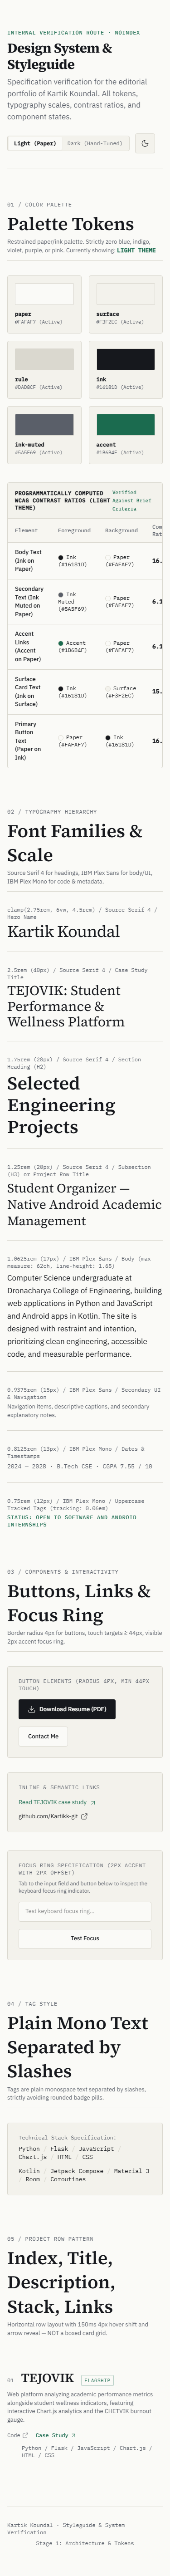 INTERNAL VERIFICATION ROUTE · NOINDEX
Design System &
Styleguide
Specification verification for the editorial
portfolio of Kartik Koundal. All tokens,
typography scales, contrast ratios, and
component states.
Light (Paper) Dark (Hand-Tuned)
01 / COLOR PALETTE
Palette Tokens
Restrained paper/ink palette. Strictly zero blue, indigo,
violet, purple, or pink. Currently showing: LIGHT THEME
paper
#FAFAF7 (Active)
surface
#F3F2EC (Active)
rule
#DAD8CF (Active)
ink
#16181D (Active)
ink-muted
#5A5F69 (Active)
accent
#1B6B4F (Active)
PROGRAMMATICALLY COMPUTED
WCAG CONTRAST RATIOS (LIGHT
THEME)
Verified
Against Brief
Criteria
Element Foreground Background Com
Rat
Body Text
(Ink on
Paper)
Ink
(#16181D)
Paper
(#FAFAF7)
16.
Secondary
Text (Ink
Muted on
Paper)
Ink
Muted
(#5A5F69)
Paper
(#FAFAF7)
6.1
Accent
Links
(Accent
on Paper)
Accent
(#1B6B4F)
Paper
(#FAFAF7)
6.1
Surface
Card Text
(Ink on
Surface)
Ink
(#16181D)
Surface
(#F3F2EC)
15.
Primary
Button
Text
(Paper on
Ink)
Paper
(#FAFAF7)
Ink
(#16181D)
16.
02 / TYPOGRAPHY HIERARCHY
Font Families &
Scale
Source Serif 4 for headings, IBM Plex Sans for body/UI,
IBM Plex Mono for code & metadata.
clamp(2.75rem, 6vw, 4.5rem) / Source Serif 4 /
Hero Name
Kartik Koundal
2.5rem (40px) / Source Serif 4 / Case Study
Title
TEJOVIK: Student
Performance &
Wellness Platform
1.75rem (28px) / Source Serif 4 / Section
Heading (H2)
Selected
Engineering
Projects
1.25rem (20px) / Source Serif 4 / Subsection
(H3) or Project Row Title
Student Organizer —
Native Android Academic
Management
1.0625rem (17px) / IBM Plex Sans / Body (max
measure: 62ch, line-height: 1.65)
Computer Science undergraduate at
Dronacharya College of Engineering, building
web applications in Python and JavaScript
and Android apps in Kotlin. The site is
designed with restraint and intention,
prioritizing clean engineering, accessible
code, and measurable performance.
0.9375rem (15px) / IBM Plex Sans / Secondary UI
& Navigation
Navigation items, descriptive captions, and secondary
explanatory notes.
0.8125rem (13px) / IBM Plex Mono / Dates &
Timestamps
2024 — 2028 · B.Tech CSE · CGPA 7.55 / 10
0.75rem (12px) / IBM Plex Mono / Uppercase
Tracked Tags (tracking: 0.06em)
STATUS: OPEN TO SOFTWARE AND ANDROID
INTERNSHIPS
03 / COMPONENTS & INTERACTIVITY
Buttons, Links &
Focus Ring
Border radius 4px for buttons, touch targets ≥ 44px, visible
2px accent focus ring.
BUTTON ELEMENTS (RADIUS 4PX, MIN 44PX
TOUCH)
Download Resume (PDF)
Contact Me
INLINE & SEMANTIC LINKS
Read TEJOVIK case study
github.com/Kartikk-git
FOCUS RING SPECIFICATION (2PX ACCENT
WITH 2PX OFFSET)
Tab to the input field and button below to inspect the
keyboard focus ring indicator.
Test keyboard focus ring...
Test Focus
04 / TAG STYLE
Plain Mono Text
Separated by
Slashes
Tags are plain monospace text separated by slashes,
strictly avoiding rounded badge pills.
Technical Stack Specification:
Python / Flask / JavaScript /
Chart.js / HTML / CSS
Kotlin / Jetpack Compose / Material 3
/ Room / Coroutines
05 / PROJECT ROW PATTERN
Index, Title,
Description,
Stack, Links
Horizontal row layout with 150ms 4px hover shift and
arrow reveal — NOT a boxed card grid.
01 TEJOVIK FLAGSHIP
Web platform analyzing academic performance metrics
alongside student wellness indicators, featuring
interactive Chart.js analytics and the CHETVIK burnout
gauge.
Code Case Study
Python / Flask / JavaScript / Chart.js /
HTML / CSS
Kartik Koundal · Styleguide & System
Verification
Stage 1: Architecture & Tokens